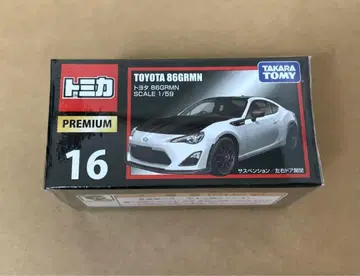 トミカ
PREMIUM
16
TOYOTA 86GRMN
トヨタ 86GRMN
SCALE 1/59
TAKARA
TOMY
サスペンション/左右ドア開閉